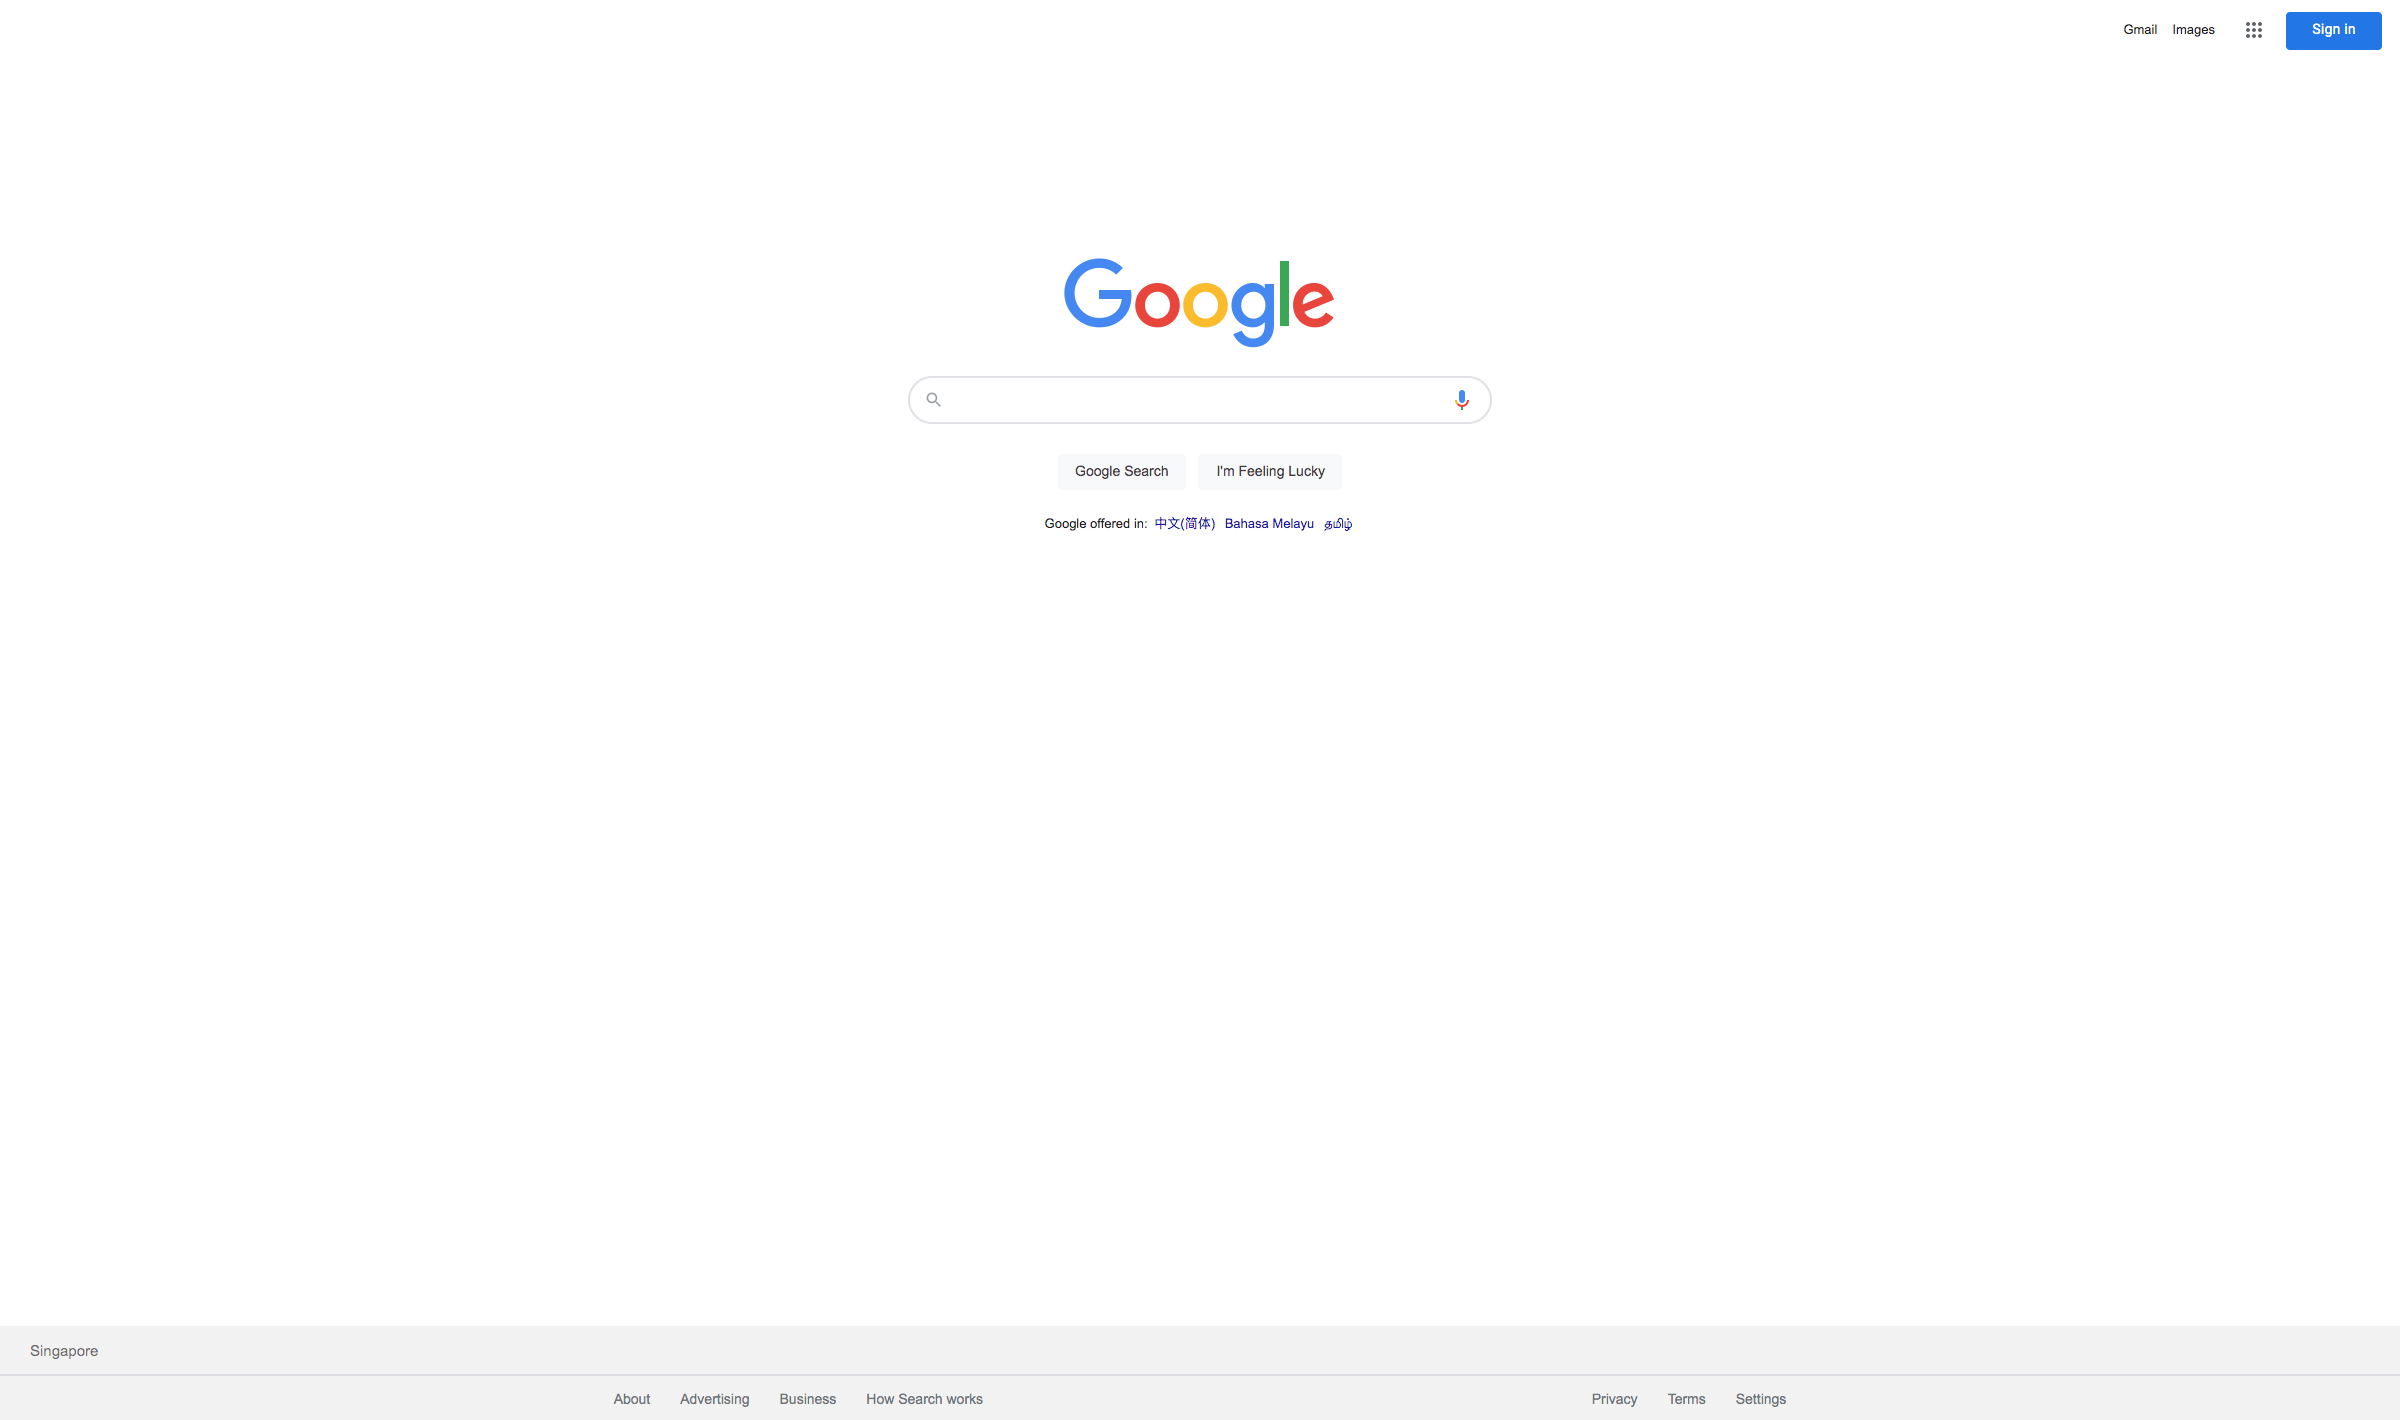 Gmail Images Sign in
Google
Google Search I'm Feeling Lucky
Google offered in: 中文(简体) Bahasa Melayu தமிழ்
Singapore
About Advertising Business How Search works Privacy Terms Settings